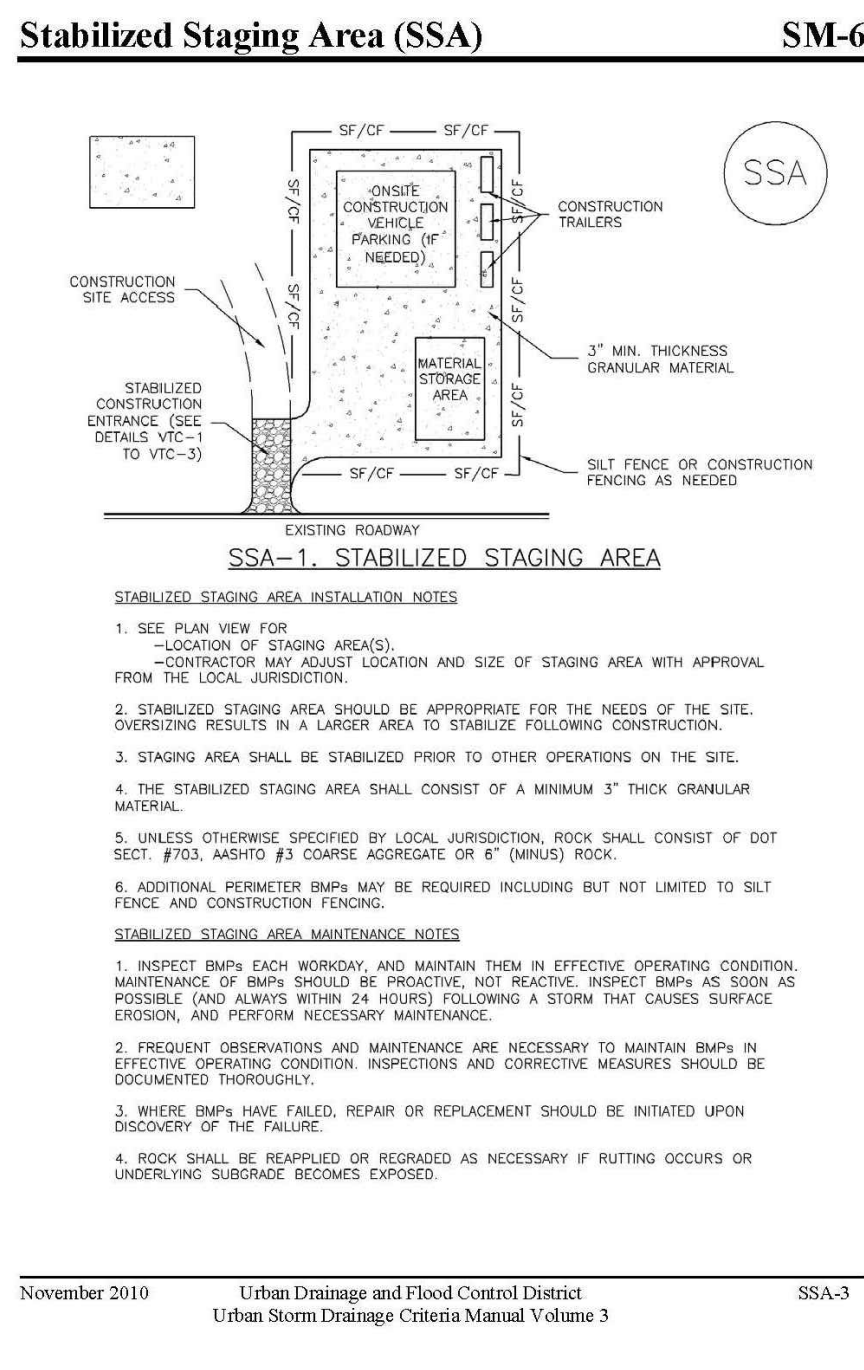 Stabilized Staging Area (SSA) SM-6
SF/CF SF/CF
SF/CF
SF/CF
SF/CF
SF/CF
SF/CF
SF/CF SF/CF
SSA
ONSITE
CONSTRUCTION
VEHICLE
PARKING (IF
NEEDED)
CONSTRUCTION
TRAILERS
CONSTRUCTION
SITE ACCESS
3" MIN. THICKNESS
GRANULAR MATERIAL
MATERIAL
STORAGE
AREA
STABILIZED
CONSTRUCTION
ENTRANCE (SEE
DETAILS VTC-1
TO VTC-3)
SILT FENCE OR CONSTRUCTION
FENCING AS NEEDED
EXISTING ROADWAY
SSA-1. STABILIZED STAGING AREA
STABILIZED STAGING AREA INSTALLATION NOTES
1. SEE PLAN VIEW FOR
-LOCATION OF STAGING AREA(S).
-CONTRACTOR MAY ADJUST LOCATION AND SIZE OF STAGING AREA WITH APPROVAL
FROM THE LOCAL JURISDICTION.
2. STABILIZED STAGING AREA SHOULD BE APPROPRIATE FOR THE NEEDS OF THE SITE.
OVERSIZING RESULTS IN A LARGER AREA TO STABILIZE FOLLOWING CONSTRUCTION.
3. STAGING AREA SHALL BE STABILIZED PRIOR TO OTHER OPERATIONS ON THE SITE.
4. THE STABILIZED STAGING AREA SHALL CONSIST OF A MINIMUM 3" THICK GRANULAR
MATERIAL.
5. UNLESS OTHERWISE SPECIFIED BY LOCAL JURISDICTION, ROCK SHALL CONSIST OF DOT
SECT. #703, AASHTO #3 COARSE AGGREGATE OR 6" (MINUS) ROCK.
6. ADDITIONAL PERIMETER BMPs MAY BE REQUIRED INCLUDING BUT NOT LIMITED TO SILT
FENCE AND CONSTRUCTION FENCING.
STABILIZED STAGING AREA MAINTENANCE NOTES
1. INSPECT BMPs EACH WORKDAY, AND MAINTAIN THEM IN EFFECTIVE OPERATING CONDITION.
MAINTENANCE OF BMPs SHOULD BE PROACTIVE, NOT REACTIVE. INSPECT BMPs AS SOON AS
POSSIBLE (AND ALWAYS WITHIN 24 HOURS) FOLLOWING A STORM THAT CAUSES SURFACE
EROSION, AND PERFORM NECESSARY MAINTENANCE.
2. FREQUENT OBSERVATIONS AND MAINTENANCE ARE NECESSARY TO MAINTAIN BMPs IN
EFFECTIVE OPERATING CONDITION. INSPECTIONS AND CORRECTIVE MEASURES SHOULD BE
DOCUMENTED THOROUGHLY.
3. WHERE BMPs HAVE FAILED, REPAIR OR REPLACEMENT SHOULD BE INITIATED UPON
DISCOVERY OF THE FAILURE.
4. ROCK SHALL BE REAPPLIED OR REGRADED AS NECESSARY IF RUTTING OCCURS OR
UNDERLYING SUBGRADE BECOMES EXPOSED.
November 2010 Urban Drainage and Flood Control District SSA-3
Urban Storm Drainage Criteria Manual Volume 3